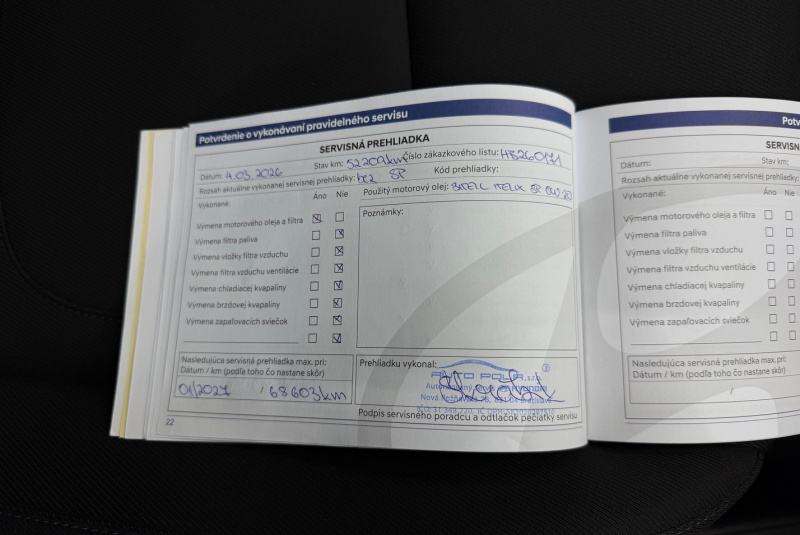 Potvrdenie o vykonávaní pravidelného servisu
SERVISNÁ PREHLIADKA
Dátum: 4.03.2026 Stav km: 52209km Číslo zákazkového listu:
Rozsah aktuálne vykonanej servisnej prehliadky: bez SP Kód prehliadky:
Vykonané: Áno Nie Použitý motorový olej:
Výmena motorového oleja a filtra
Poznámky:
Výmena filtra paliva
Výmena vložky filtra vzduchu
Výmena filtra vzduchu ventilácie
Výmena chladiacej kvapaliny
Výmena brzdovej kvapaliny
Výmena zapaľovacích sviečok
Nasledujúca servisná prehliadka max. pri:
Dátum / km (podľa toho čo nastane skôr)
01/2027 / 68603km
Prehliadku vykonal:
AUTO POLA, s.r.o.
Podpis servisného poradcu a odtlačok pečiatky servisu
22
Dátum: Stav km:
Rozsah aktuálne vykonanej servisnej prehliadky:
Vykonané: Áno Nie
Výmena motorového oleja a filtra
Výmena filtra paliva
Výmena vložky filtra vzduchu
Výmena filtra vzduchu ventilácie
Výmena chladiacej kvapaliny
Výmena brzdovej kvapaliny
Výmena zapaľovacích sviečok
Nasledujúca servisná prehliadka max. pri:
Dátum / km (podľa toho čo nastane skôr)
/